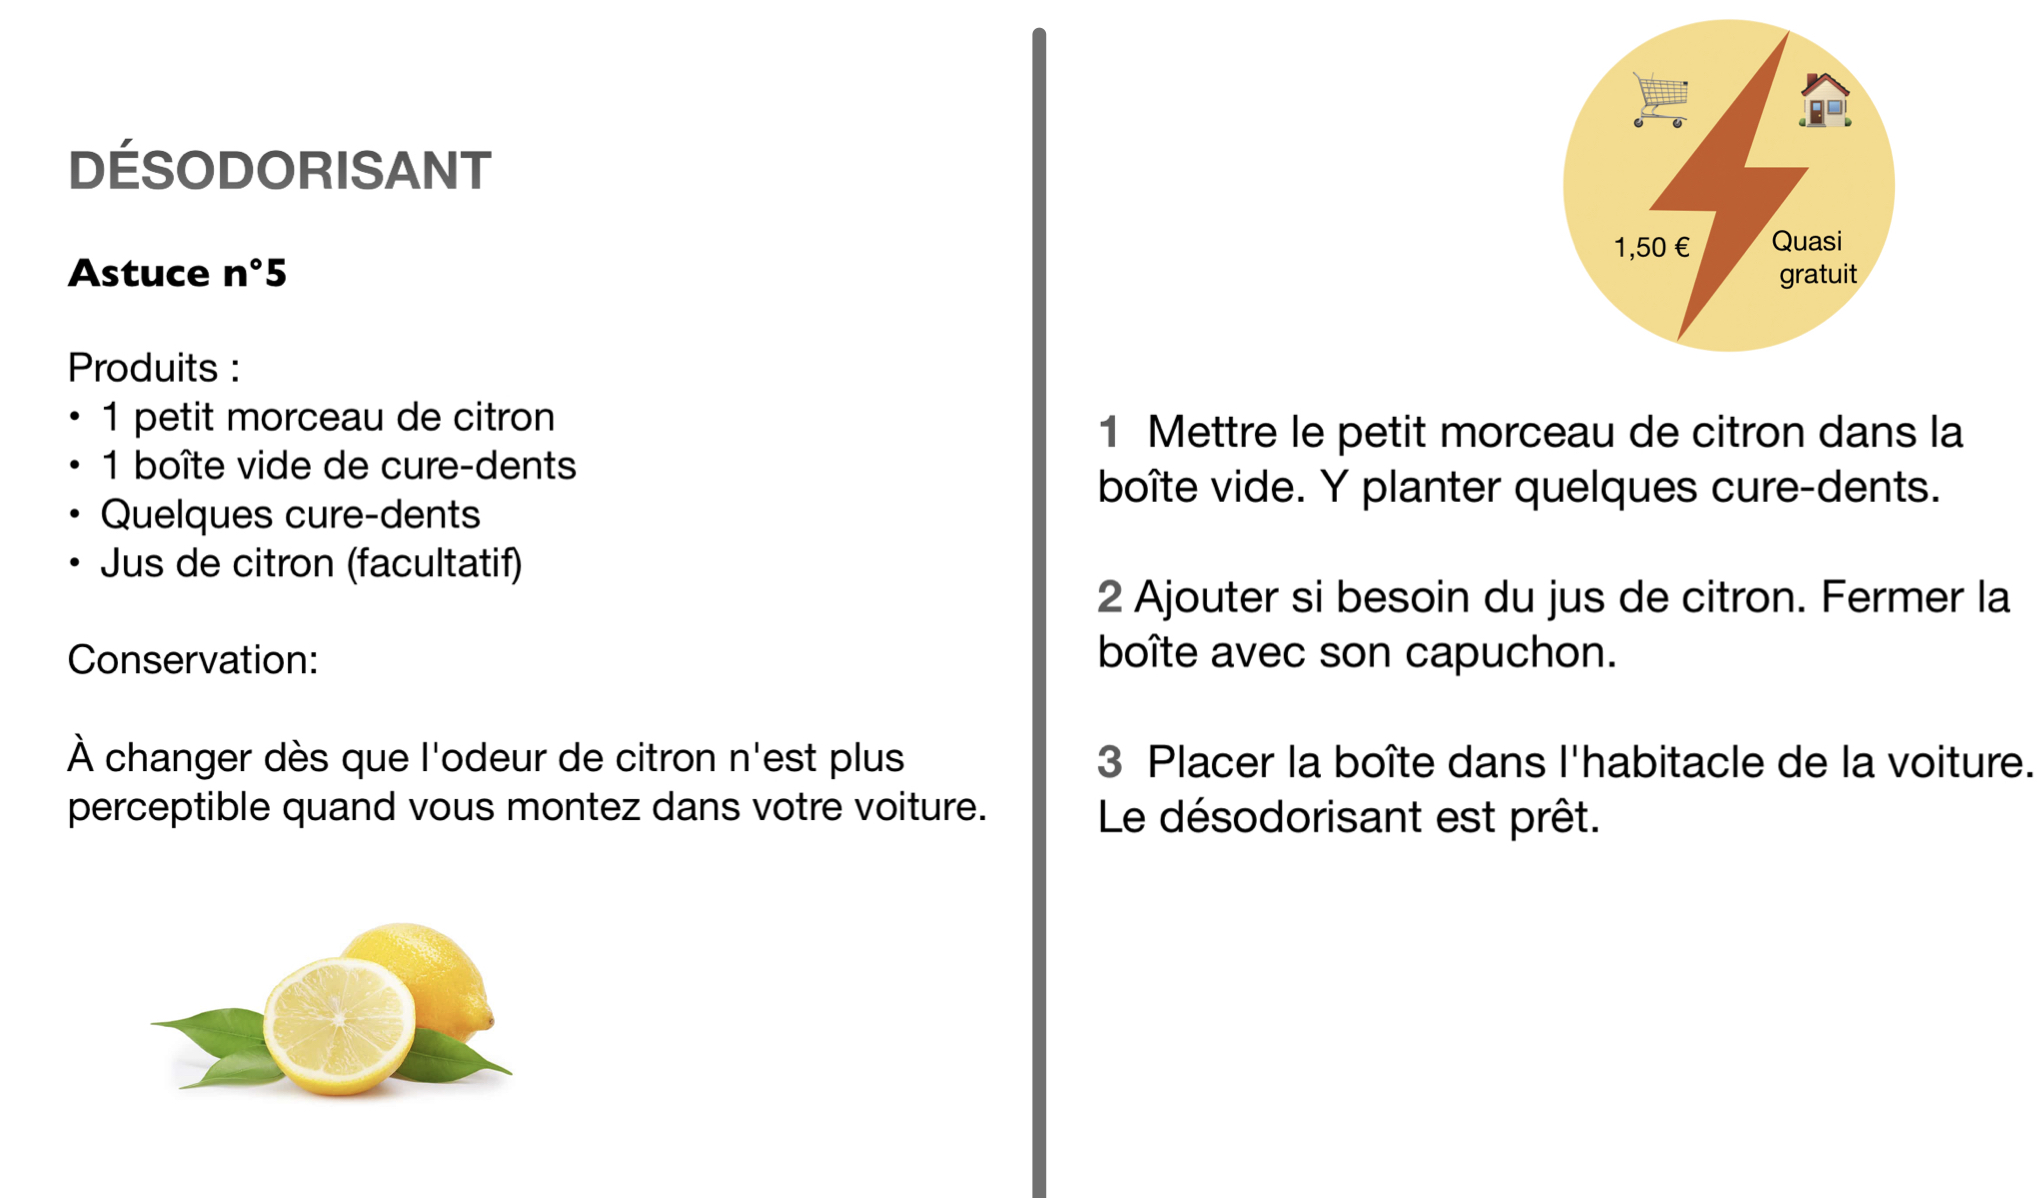 DÉSODORISANT
Astuce n°5
Produits :
• 1 petit morceau de citron
• 1 boîte vide de cure-dents
• Quelques cure-dents
• Jus de citron (facultatif)
Conservation:
À changer dès que l'odeur de citron n'est plus
perceptible quand vous montez dans votre voiture.
1,50 €
Quasi
gratuit
1 Mettre le petit morceau de citron dans la
boîte vide. Y planter quelques cure-dents.
2 Ajouter si besoin du jus de citron. Fermer la
boîte avec son capuchon.
3 Placer la boîte dans l'habitacle de la voiture.
Le désodorisant est prêt.